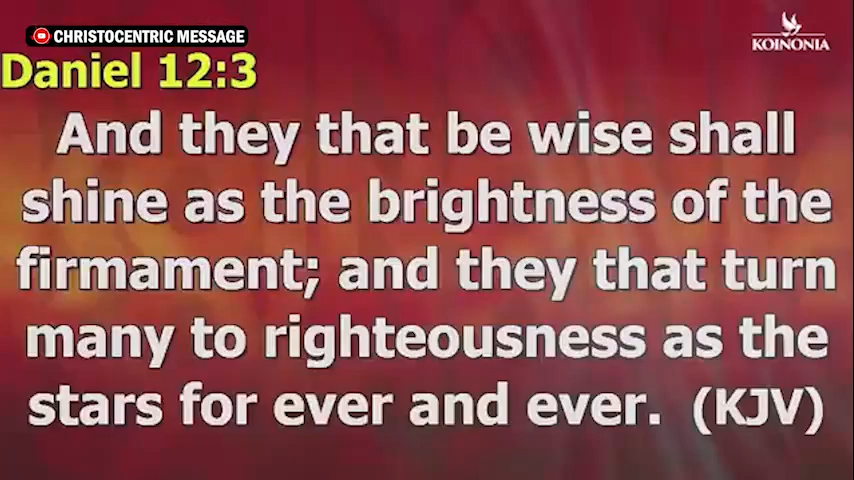 CHRISTOCENTRIC MESSAGE
KOINONIA
Daniel 12:3
And they that be wise shall
shine as the brightness of the
firmament; and they that turn
many to righteousness as the
stars for ever and ever. (KJV)